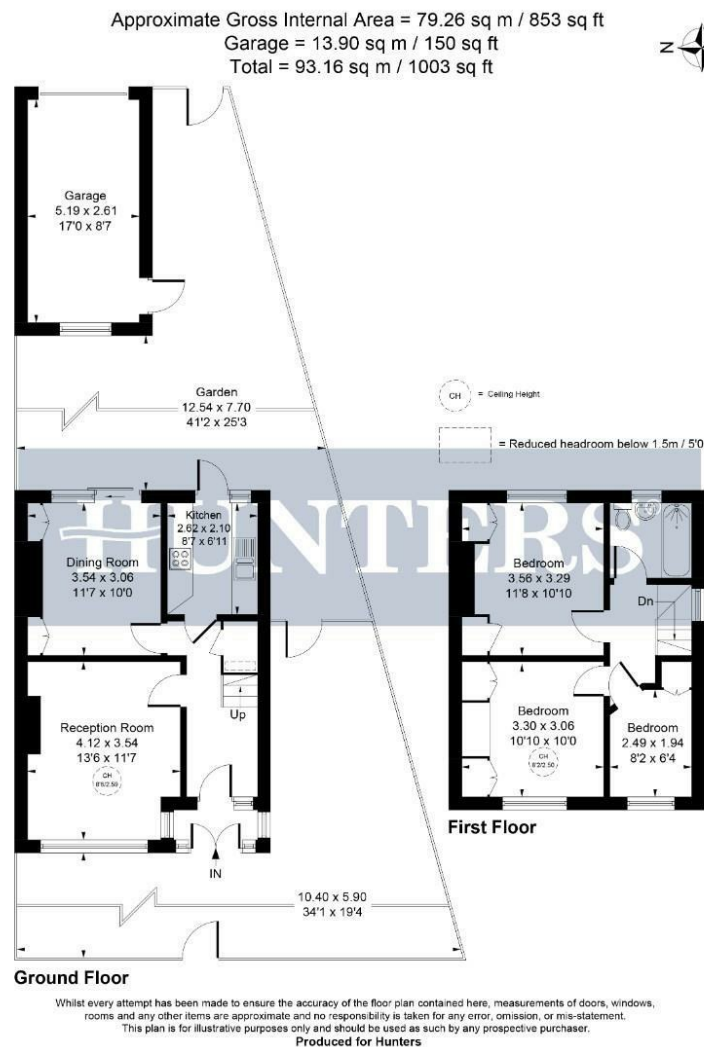 Approximate Gross Internal Area = 79.26 sq m / 853 sq ft
Garage = 13.90 sq m / 150 sq ft
Total = 93.16 sq m / 1003 sq ft
N
Garage
5.19 x 2.61
17'0 x 8'7
Garden
12.54 x 7.70
41'2 x 25'3
CH = Ceiling Height
= Reduced headroom below 1.5m / 5'0
HUNTERS®
Kitchen
2.62 x 2.10
8'7 x 6'11
Dining Room
3.54 x 3.06
11'7 x 10'0
Bedroom
3.56 x 3.29
11'8 x 10'10
Dn
Up
Reception Room
4.12 x 3.54
13'6 x 11'7
CH
Bedroom
3.30 x 3.06
10'10 x 10'0
CH
8'2/2.50
Bedroom
2.49 x 1.94
8'2 x 6'4
First Floor
IN
10.40 x 5.90
34'1 x 19'4
Ground Floor
Whilst every attempt has been made to ensure the accuracy of the floor plan contained here, measurements of doors, windows,
rooms and any other items are approximate and no responsibility is taken for any error, omission, or mis-statement.
This plan is for illustrative purposes only and should be used as such by any prospective purchaser.
Produced for Hunters